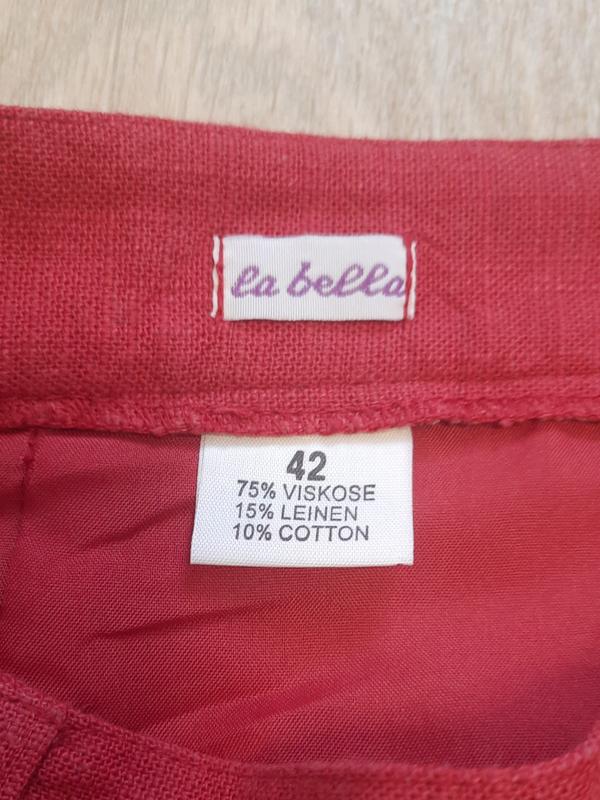 la bella
42
75% VISKOSE
15% LEINEN
10% COTTON